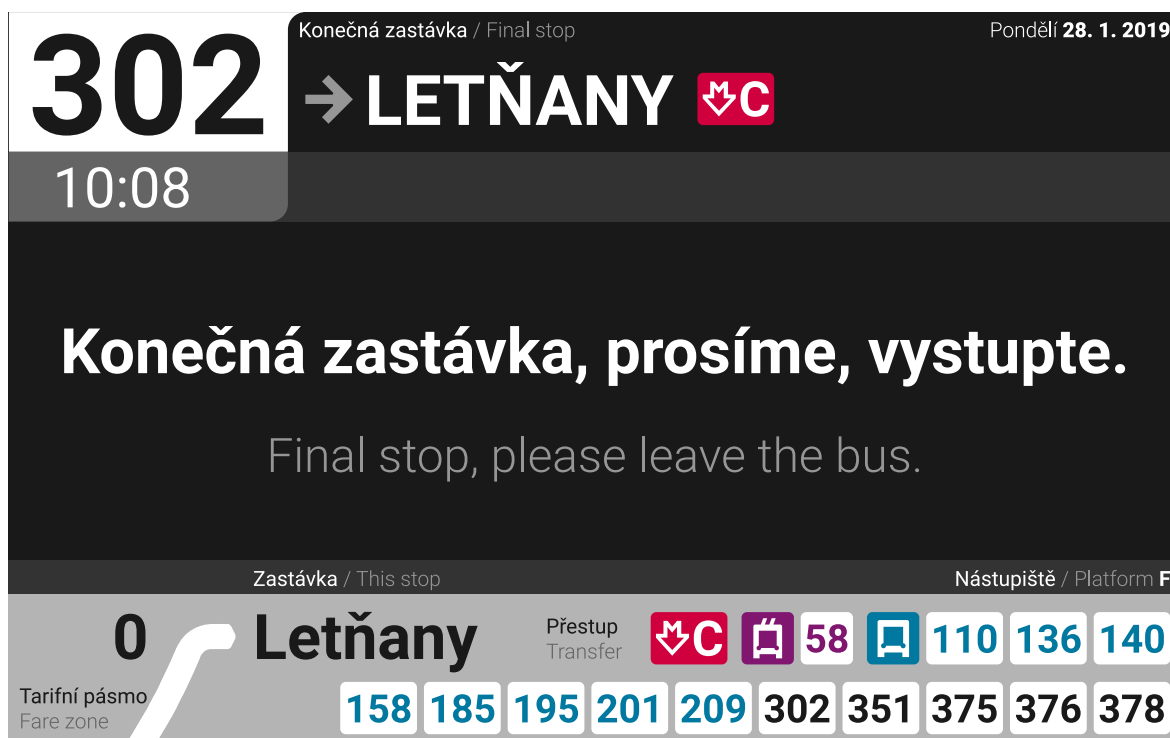 302
Konečná zastávka / Final stop
Pondělí 28. 1. 2019
LETŇANY C
10:08
Konečná zastávka, prosíme, vystupte.
Final stop, please leave the bus.
Zastávka / This stop
Nástupiště / Platform F
0
Letňany
Přestup
Transfer
C 58 110 136 140
Tarifní pásmo
Fare zone
158 185 195 201 209 302 351 375 376 378